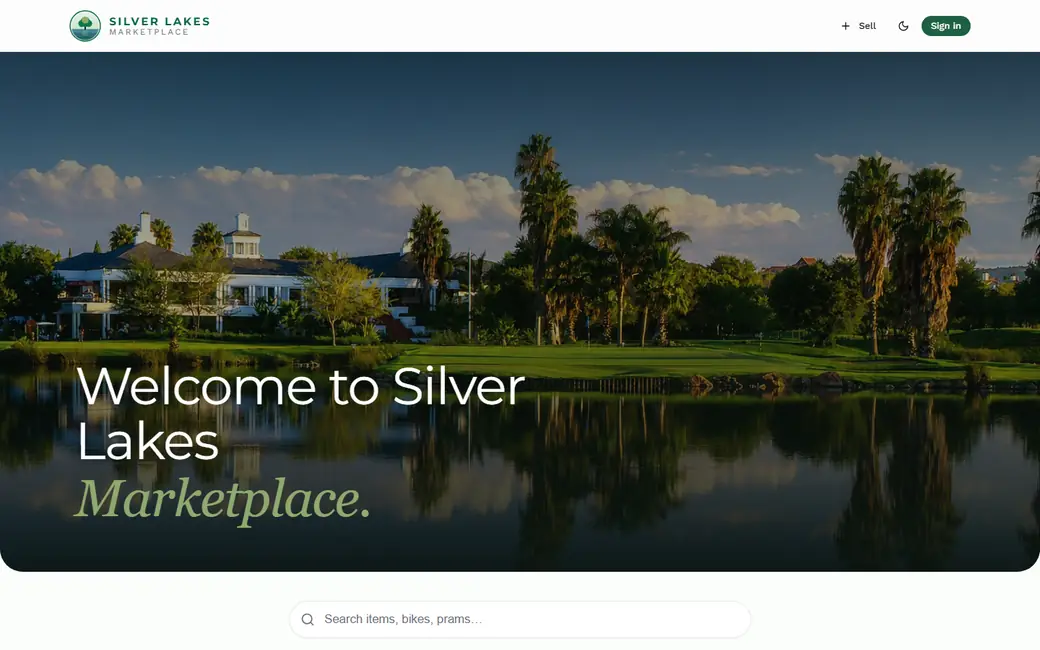 SILVER LAKES
MARKETPLACE
Sell
Sign in
Welcome to Silver
Lakes
Marketplace.
Search items, bikes, prams…